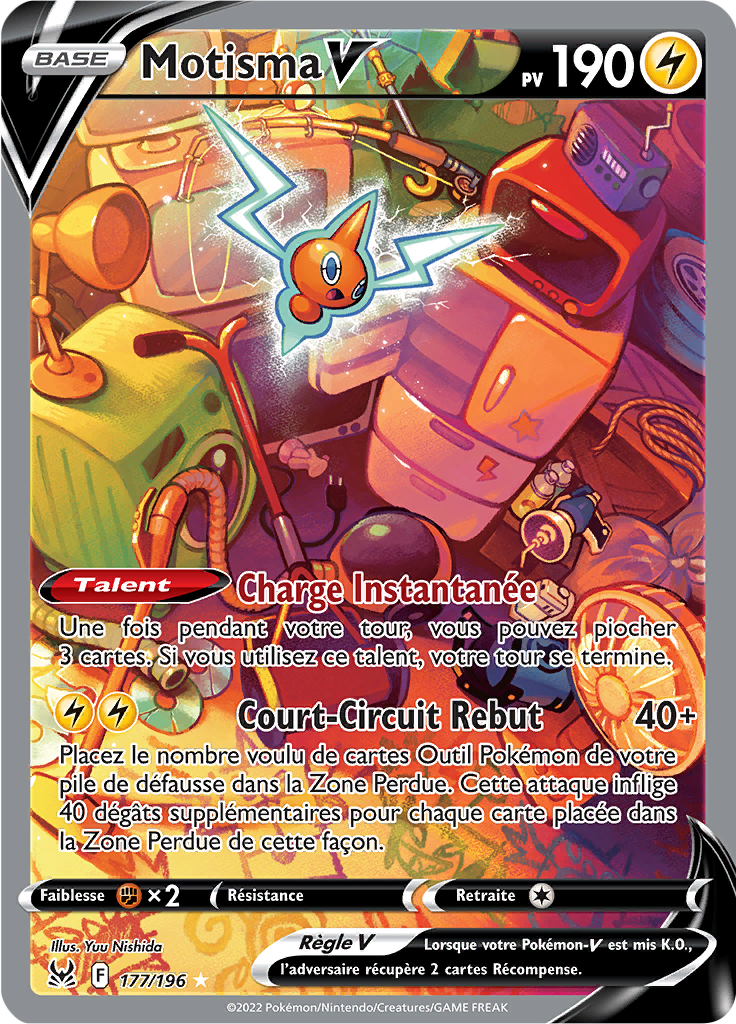 BASE Motisma V PV 190
Talent Charge Instantanée
Une fois pendant votre tour, vous pouvez piocher
3 cartes. Si vous utilisez ce talent, votre tour se termine.
Court-Circuit Rebut 40+
Placez le nombre voulu de cartes Outil Pokémon de votre
pile de défausse dans la Zone Perdue. Cette attaque inflige
40 dégâts supplémentaires pour chaque carte placée dans
la Zone Perdue de cette façon.
Faiblesse ×2 Résistance Retraite
Illus. Yuu Nishida
Règle V Lorsque votre Pokémon-V est mis K.O.,
l'adversaire récupère 2 cartes Récompense.
F 177/196
©2022 Pokémon/Nintendo/Creatures/GAME FREAK